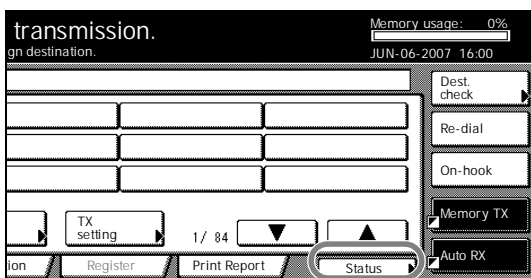 transmission.
Memory usage: 0%
gn destination.
JUN-06-2007 16:00
Dest.
check
Re-dial
On-hook
TX
setting
1/ 84
Memory TX
Auto RX
ion
Register
Print Report
Status